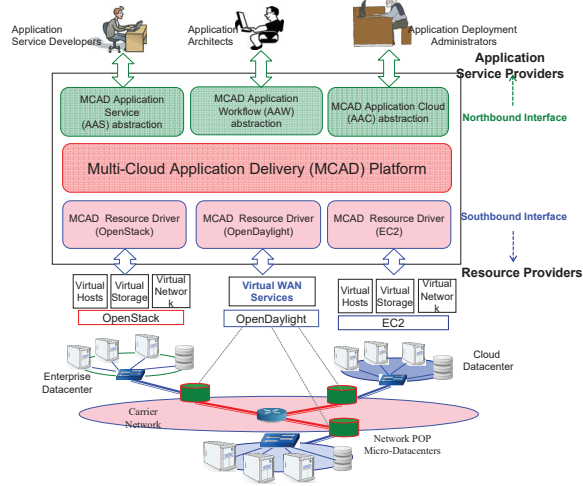 Application
Service Developers
Application
Architects
Application Deployment
Administrators
Application
Service Providers
MCAD Application
Service
(AAS) abstraction
MCAD Application
Workflow (AAW)
abstraction
MCAD Application Cloud
(AAC) abstraction
Northbound Interface
Multi-Cloud Application Delivery (MCAD) Platform
MCAD Resource Driver
(OpenStack)
MCAD Resource Driver
(OpenDaylight)
MCAD Resource Driver
(EC2)
Southbound Interface
Resource Providers
Virtual
Hosts
Virtual
Storage
Virtual
Networ
k
OpenStack
Virtual WAN
Services
OpenDaylight
Virtual
Hosts
Virtual
Storage
Virtual
Networ
k
EC2
Enterprise
Datacenter
Cloud
Datacenter
Carrier
Network
Network POP
Micro-Datacenters